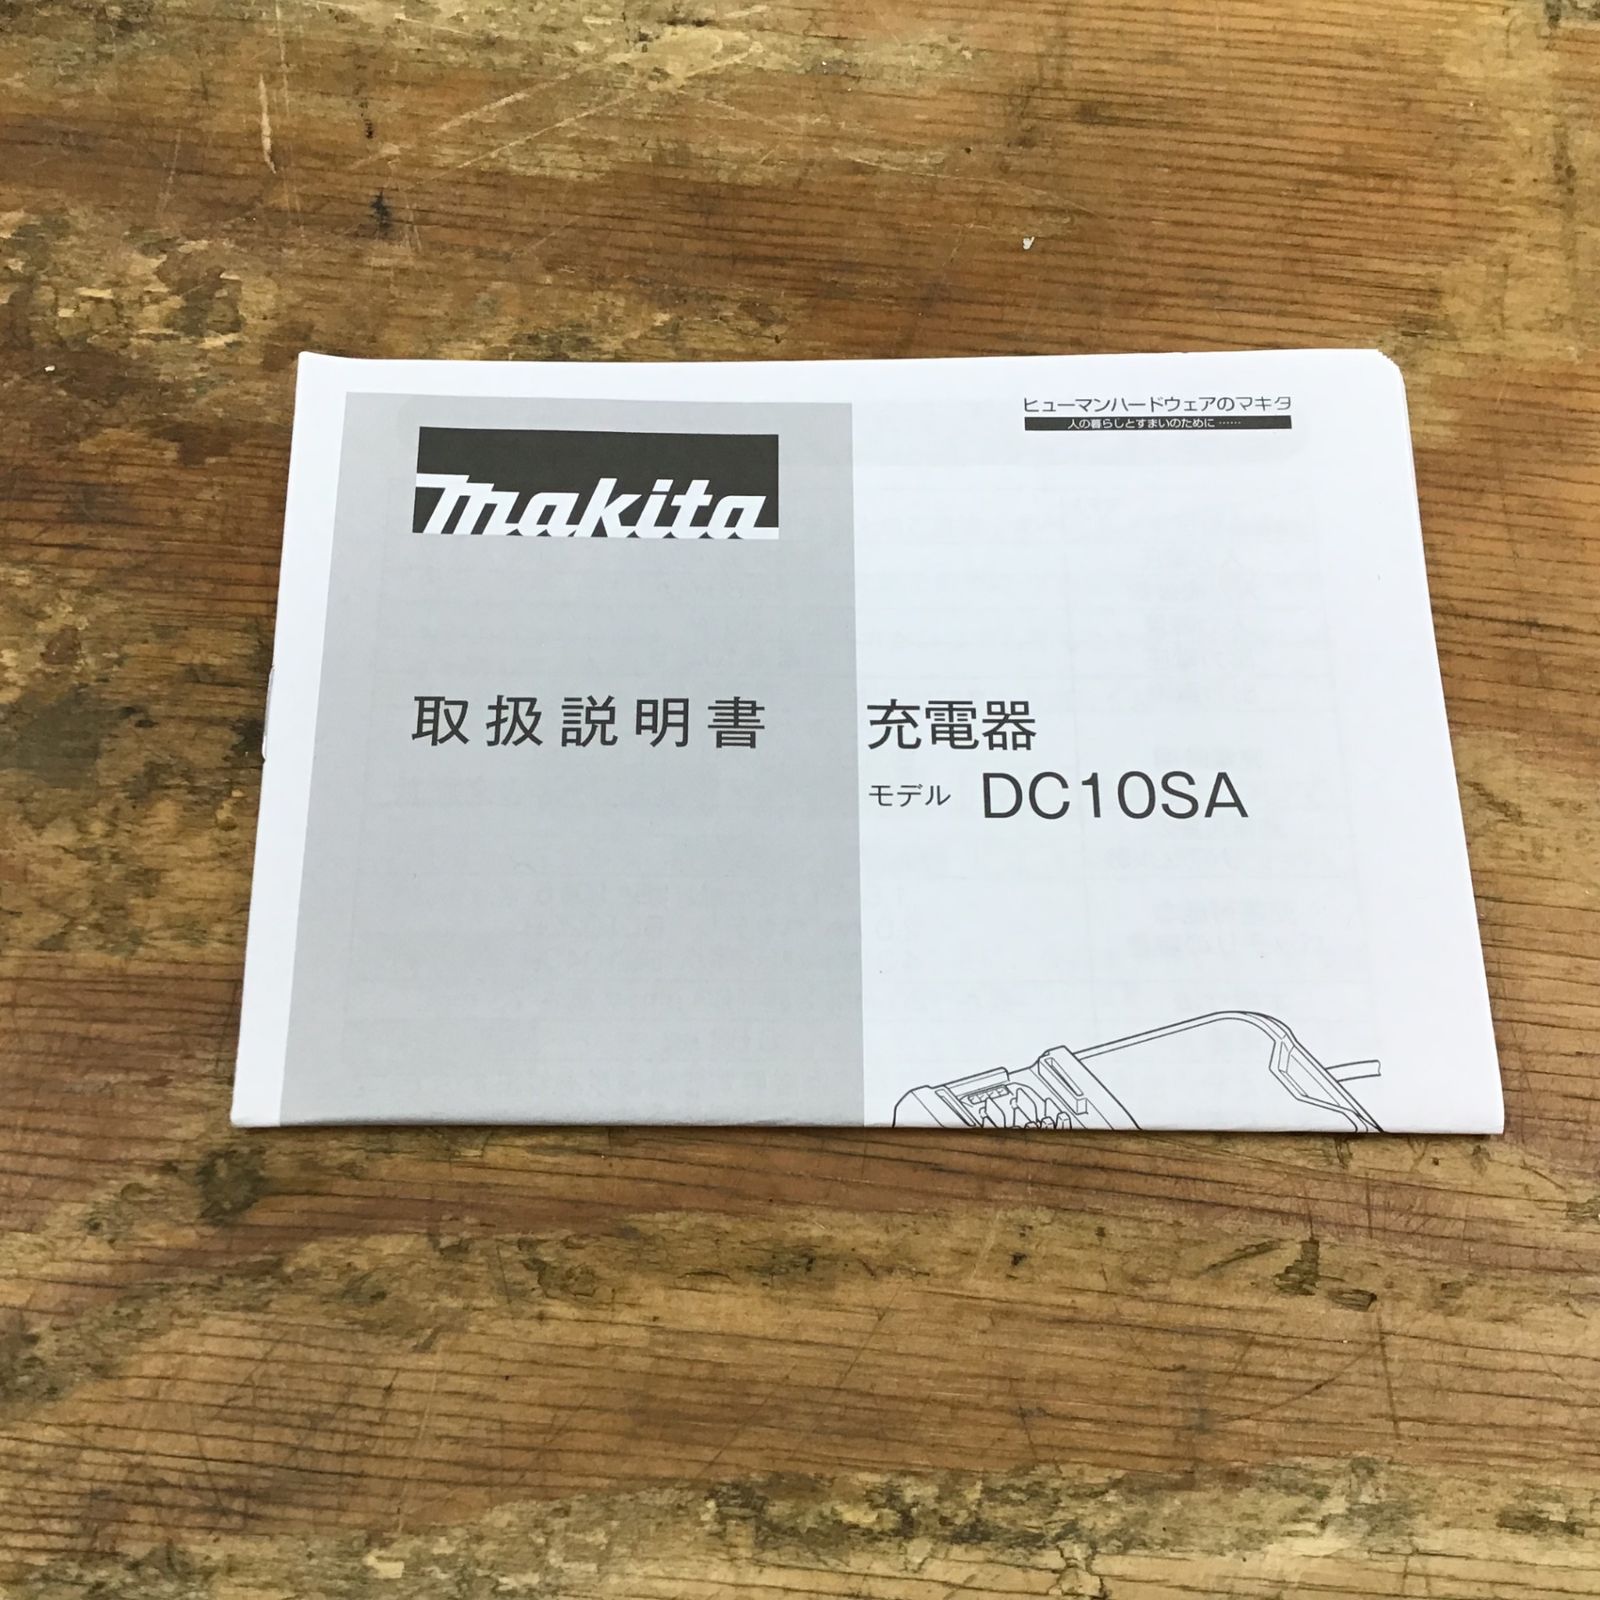 makita
ヒューマンハードウェアのマキタ
人の暮らしとすまいのために……
取扱説明書
充電器
モデル DC10SA